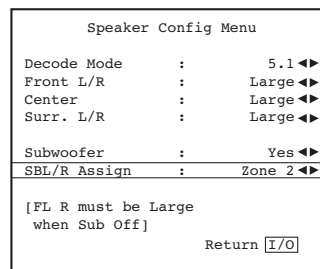 Speaker Config Menu
Decode Mode : 5.1◄►
Front L/R : Large◄►
Center : Large◄►
Surr. L/R : Large◄►
Subwoofer : Yes◄►
SBL/R Assign : Zone 2◄►
[FL R must be Large
when Sub Off]
Return I/O